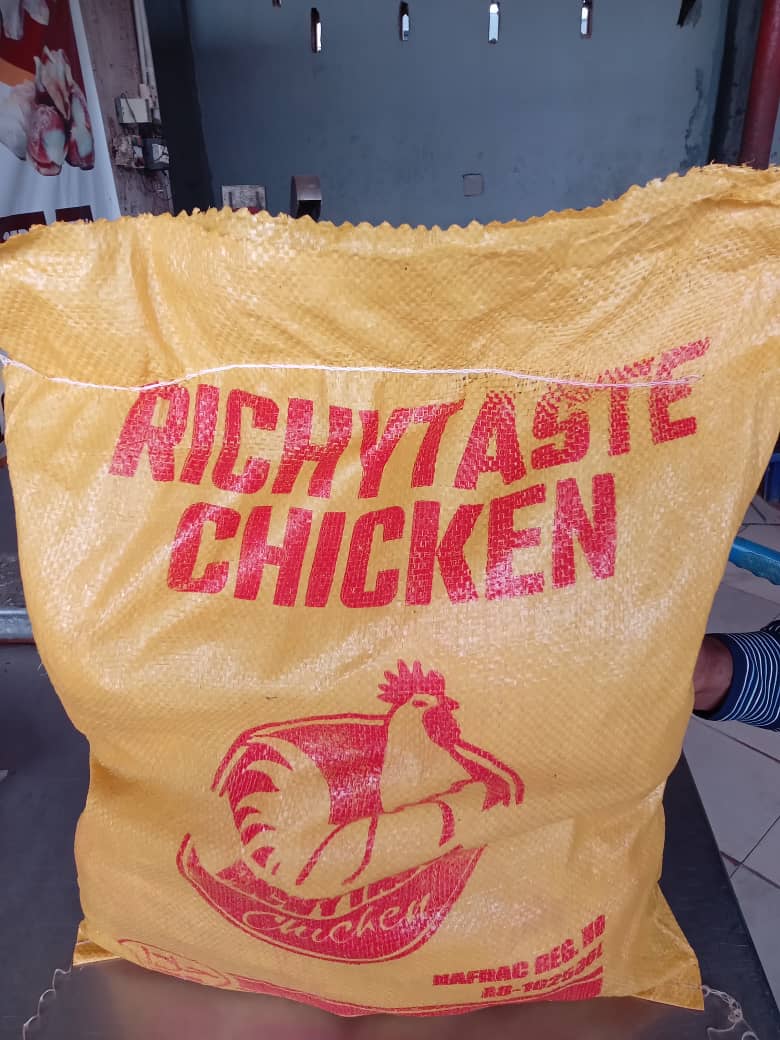 RICHYTASTE
CHICKEN
Chicken
NAFDAC REG. NO